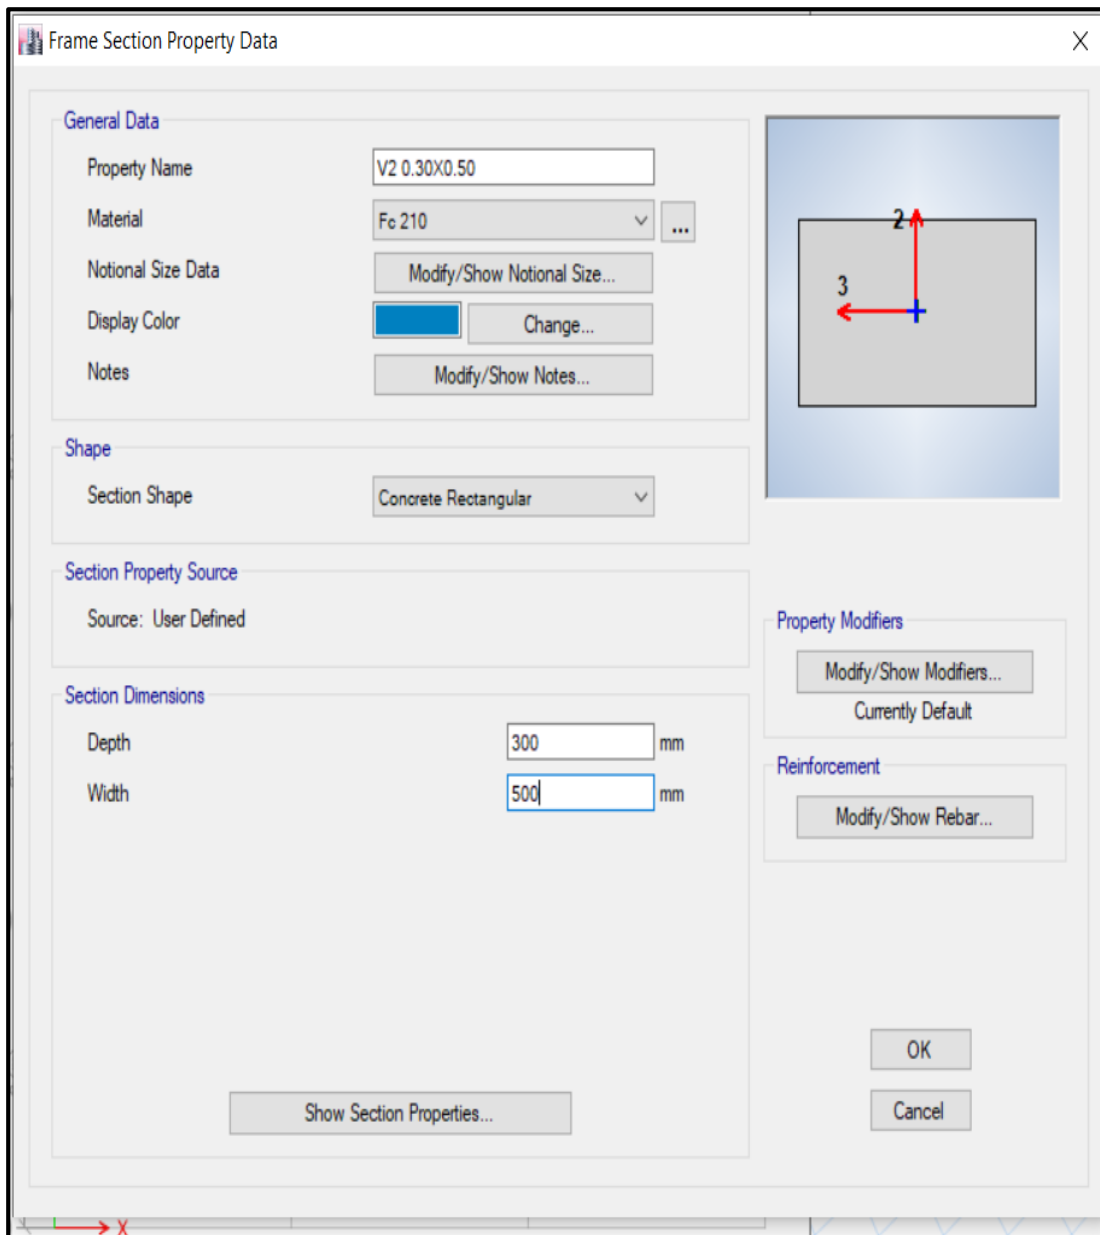 Frame Section Property Data
General Data
Property Name V2 0.30X0.50
Material Fc 210 ...
Notional Size Data Modify/Show Notional Size...
Display Color Change...
Notes Modify/Show Notes...
2
3
Shape
Section Shape Concrete Rectangular
Section Property Source
Source: User Defined
Section Dimensions
Depth 300 mm
Width 500 mm
Show Section Properties...
Property Modifiers
Modify/Show Modifiers...
Currently Default
Reinforcement
Modify/Show Rebar...
OK
Cancel
X